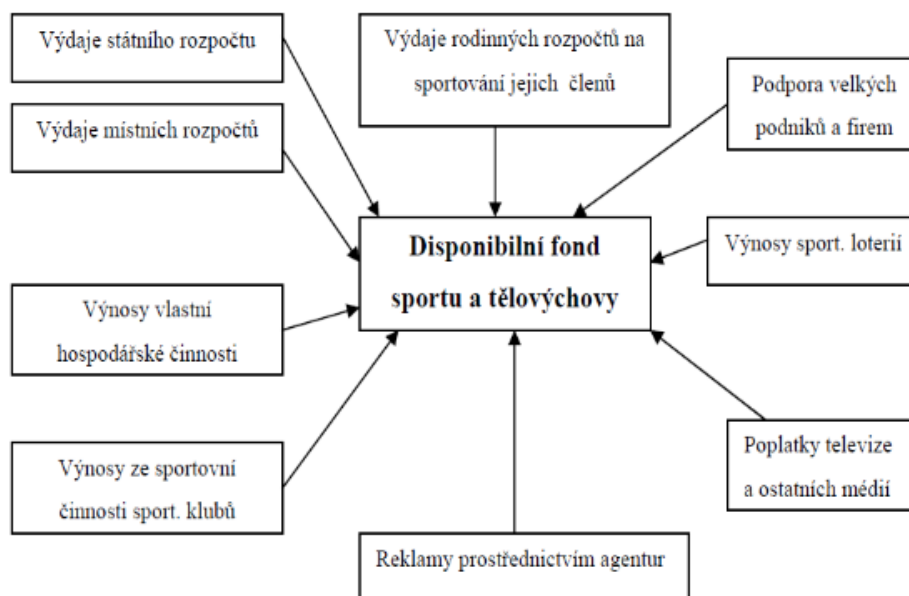 Výdaje státního rozpočtu
Výdaje rodinných rozpočtů na
sportování jejich členů
Podpora velkých
podniků a firem
Výdaje místních rozpočtů
Disponibilní fond
sportu a tělovýchovy
Výnosy sport. loterií
Výnosy vlastní
hospodářské činnosti
Výnosy ze sportovní
činnosti sport. klubů
Poplatky televize
a ostatních médií
Reklamy prostřednictvím agentur